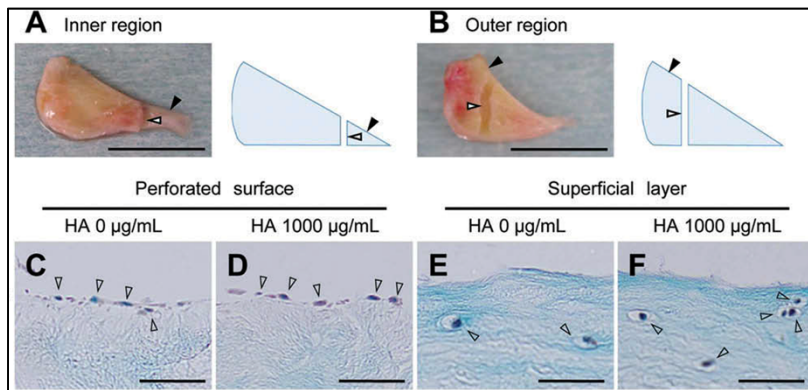 A Inner region
B Outer region
Perforated surface
Superficial layer
HA 0 µg/mL
HA 1000 µg/mL
HA 0 µg/mL
HA 1000 µg/mL
C
D
E
F